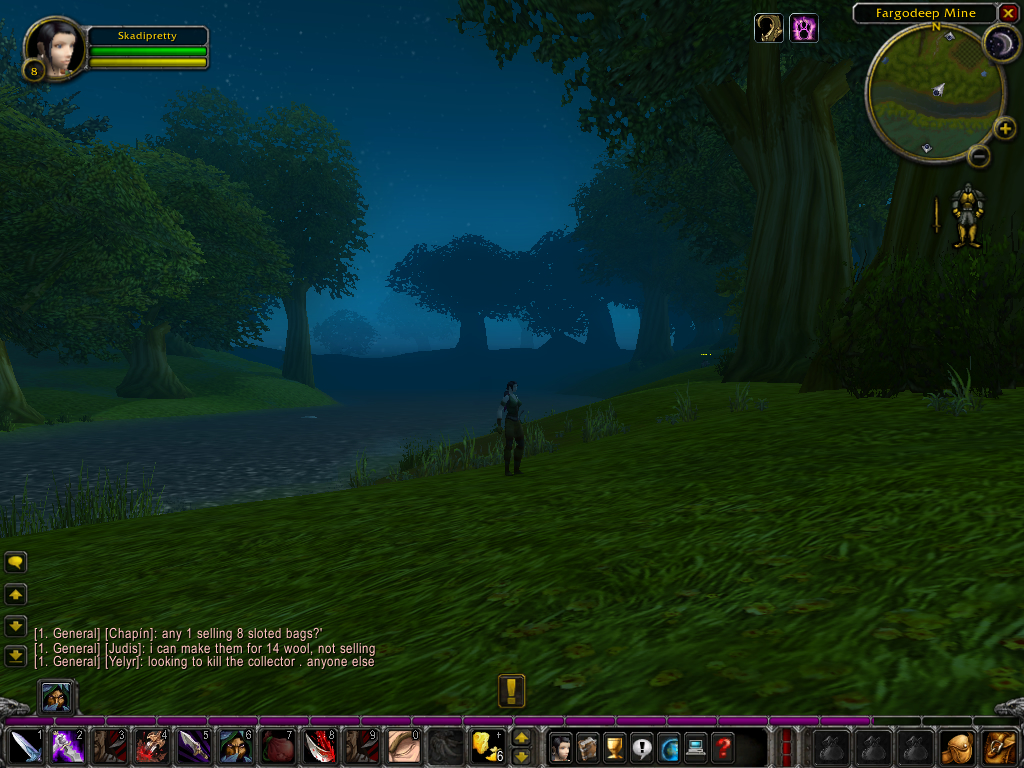 Skadipretty
8
Fargodeep Mine
N
[1. General] [Chapín]: any 1 selling 8 sloted bags?'
[1. General] [Judis]: i can make them for 14 wool, not selling
[1. General] [Yelyr]: looking to kill the collector . anyone else
1 2 3 4 5 6 7 8 9 0
6